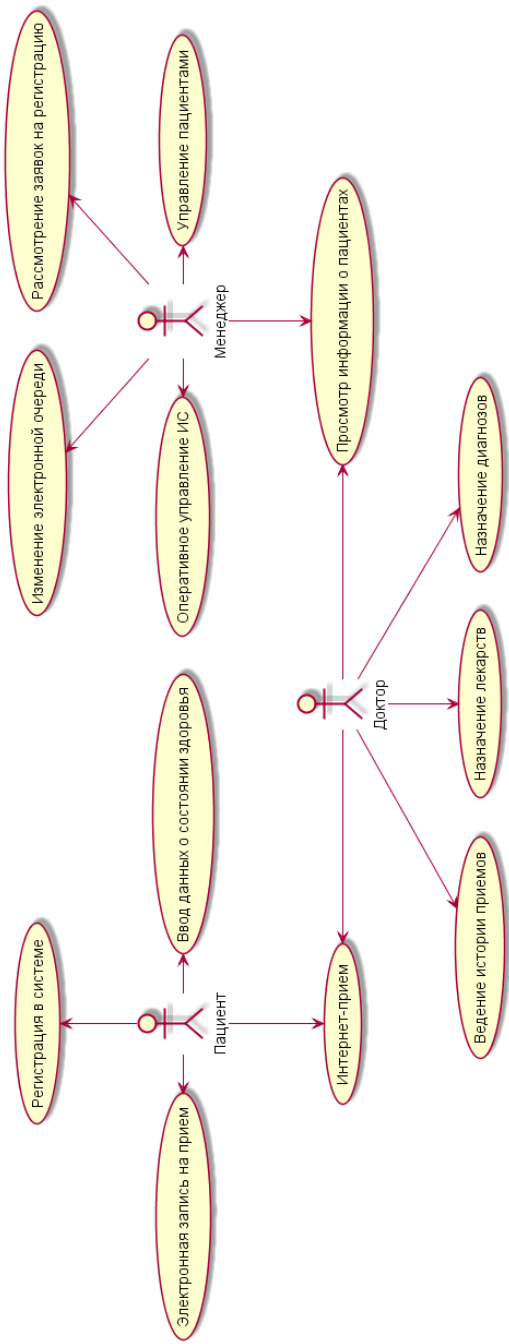 Регистрация в системе
Изменение электронной очереди
Рассмотрение заявок на регистрацию
Электронная запись на прием
Пациент
Ввод данных о состоянии здоровья
Оперативное управление ИС
Менеджер
Управление пациентами
Интернет-прием
Доктор
Просмотр информации о пациентах
Ведение истории приемов
Назначение лекарств
Назначение диагнозов